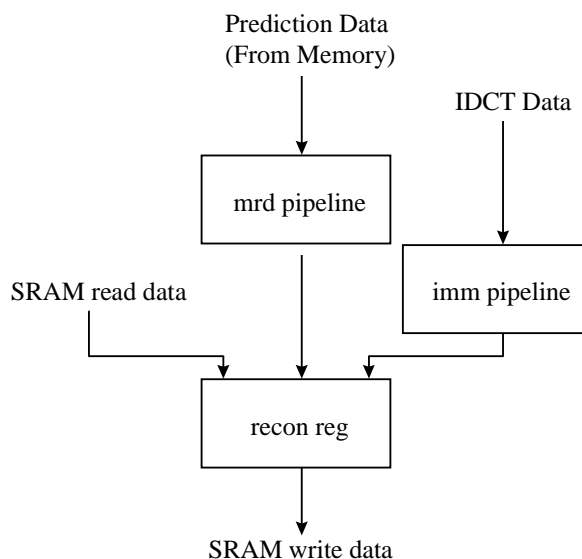 Prediction Data
(From Memory)
IDCT Data
mrd pipeline
SRAM read data
imm pipeline
recon reg
SRAM write data